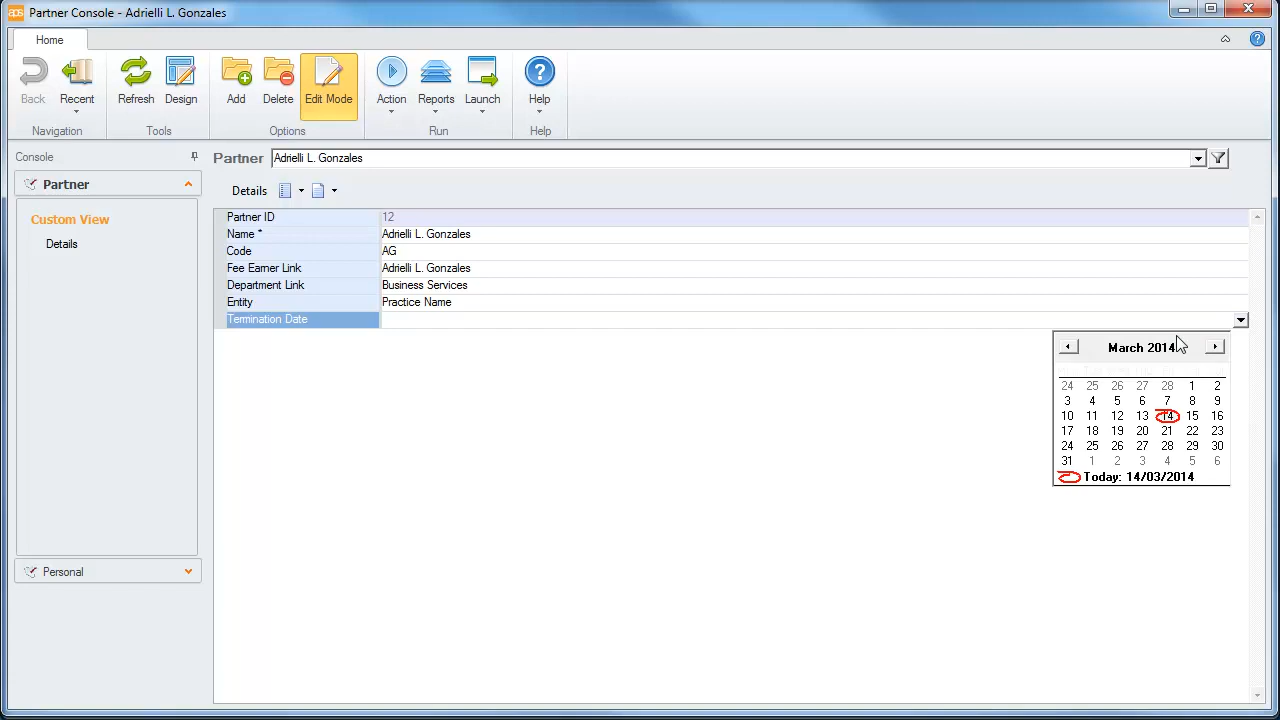 Partner Console - Adrielli L. Gonzales
Home
Back Recent Refresh Design Add Delete Edit Mode Action Reports Launch Help
Navigation Tools Options Run Help
Console
Partner Adrielli L. Gonzales
Partner
Details
Custom View
Details
Personal
Partner ID 12
Name * Adrielli L. Gonzales
Code AG
Fee Earner Link Adrielli L. Gonzales
Department Link Business Services
Entity Practice Name
Termination Date
March 2014
24 25 26 27 28 1 2
3 4 5 6 7 8 9
10 11 12 13 14 15 16
17 18 19 20 21 22 23
24 25 26 27 28 29 30
31 1 2 3 4 5 6
Today: 14/03/2014